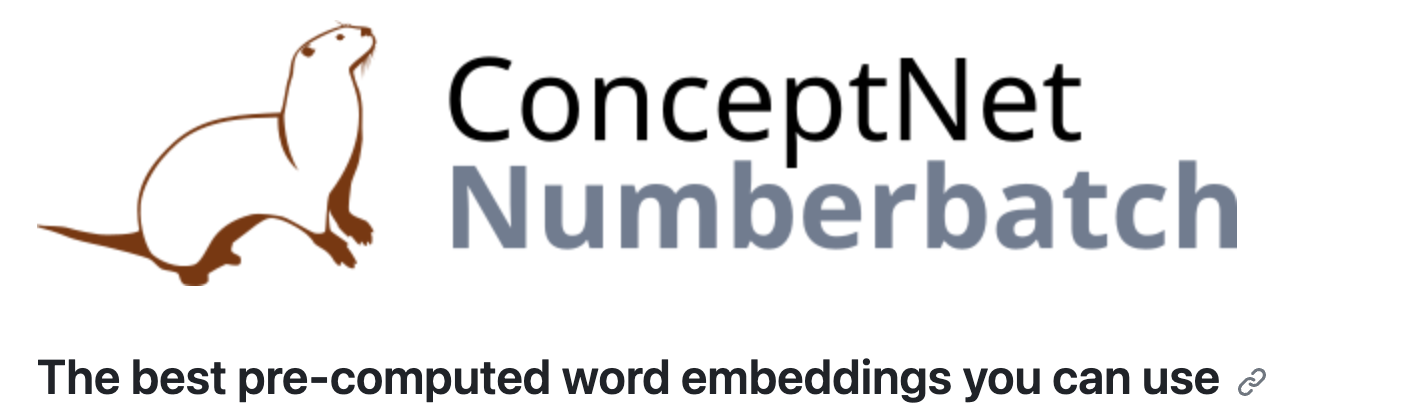 ConceptNet
Numberbatch
The best pre-computed word embeddings you can use